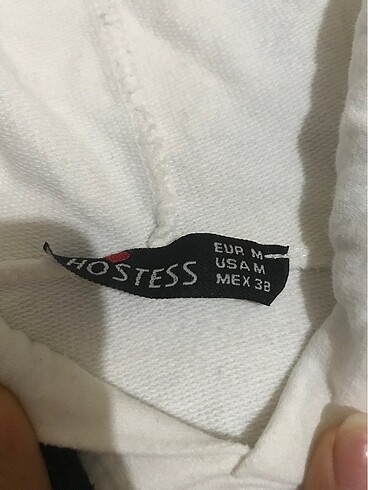 HOSTESS
EUR M
USA M
MEX 38